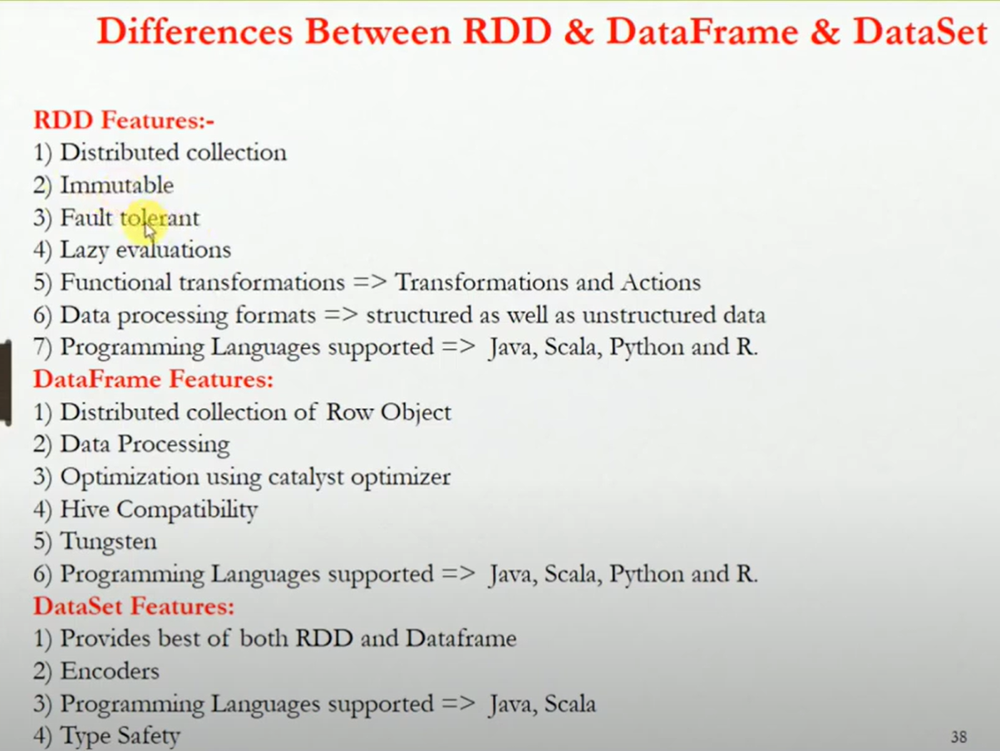 Differences Between RDD & DataFrame & DataSet
RDD Features:-
1) Distributed collection
2) Immutable
3) Fault tolerant
4) Lazy evaluations
5) Functional transformations => Transformations and Actions
6) Data processing formats => structured as well as unstructured data
7) Programming Languages supported => Java, Scala, Python and R.
DataFrame Features:
1) Distributed collection of Row Object
2) Data Processing
3) Optimization using catalyst optimizer
4) Hive Compatibility
5) Tungsten
6) Programming Languages supported => Java, Scala, Python and R.
DataSet Features:
1) Provides best of both RDD and Dataframe
2) Encoders
3) Programming Languages supported => Java, Scala
4) Type Safety
38